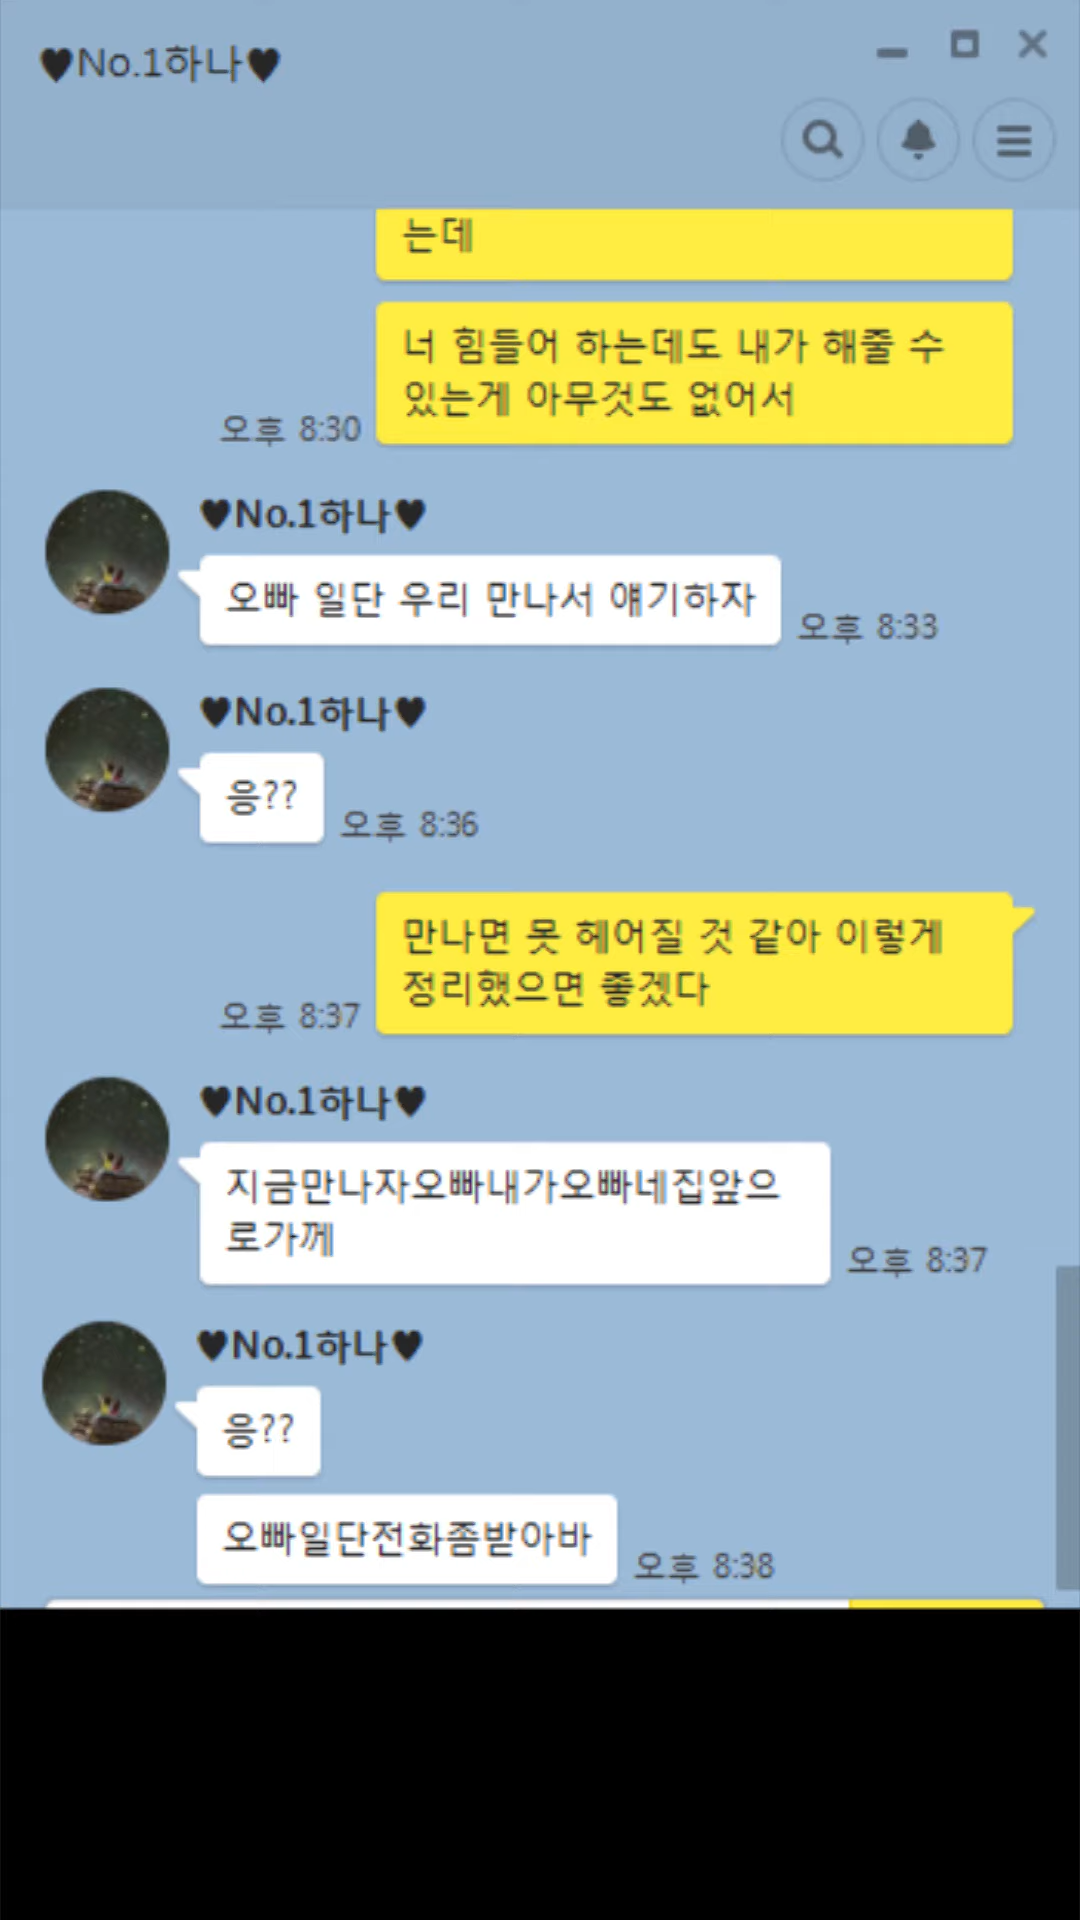 ♥No.1하나♥
는데
너 힘들어 하는데도 내가 해줄 수
있는게 아무것도 없어서
오후 8:30
♥No.1하나♥
오빠 일단 우리 만나서 얘기하자
오후 8:33
♥No.1하나♥
응??
오후 8:36
만나면 못 헤어질 것 같아 이렇게
정리했으면 좋겠다
오후 8:37
♥No.1하나♥
지금만나자오빠내가오빠네집앞으
로가께
오후 8:37
♥No.1하나♥
응??
오빠일단전화좀받아바
오후 8:38